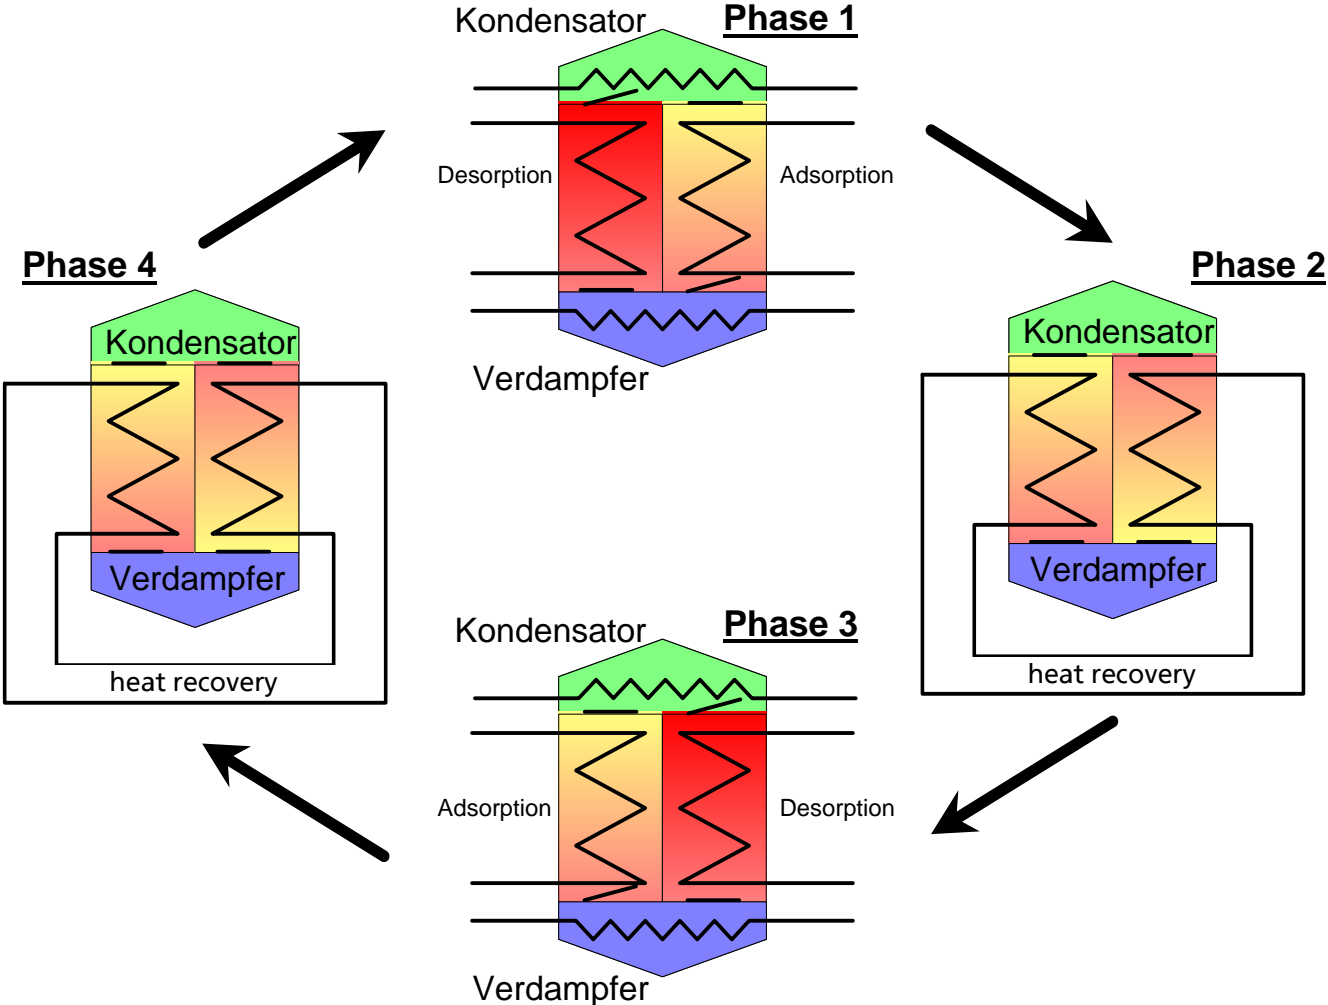 Kondensator
Phase 1
Desorption
Adsorption
Verdampfer
Phase 2
Kondensator
Verdampfer
heat recovery
Phase 3
Kondensator
Adsorption
Desorption
Verdampfer
Phase 4
Kondensator
Verdampfer
heat recovery